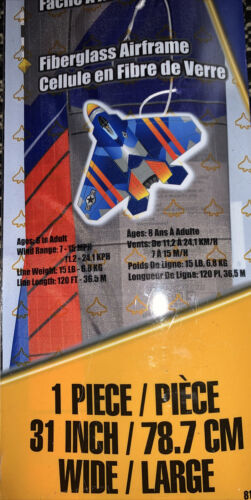 Fiberglass Airframe
Cellule en Fibre de Verre
Ages: 8 to Adult
Wind Range: 7 - 15 MPH
11.2 - 24.1 KPH
Line Weight: 15 LB - 6.8 KG
Line Length: 120 FT - 36.5 M
Âges: 8 Ans À Adulte
Vents: De 11,2 À 24,1 KM/H
7 À 15 M/H
Poids De Ligne: 15 LB, 6.8 KG
Longueur De Ligne: 120 PI, 36.5 M
1 PIECE / PIÈCE
31 INCH / 78.7 CM
WIDE / LARGE